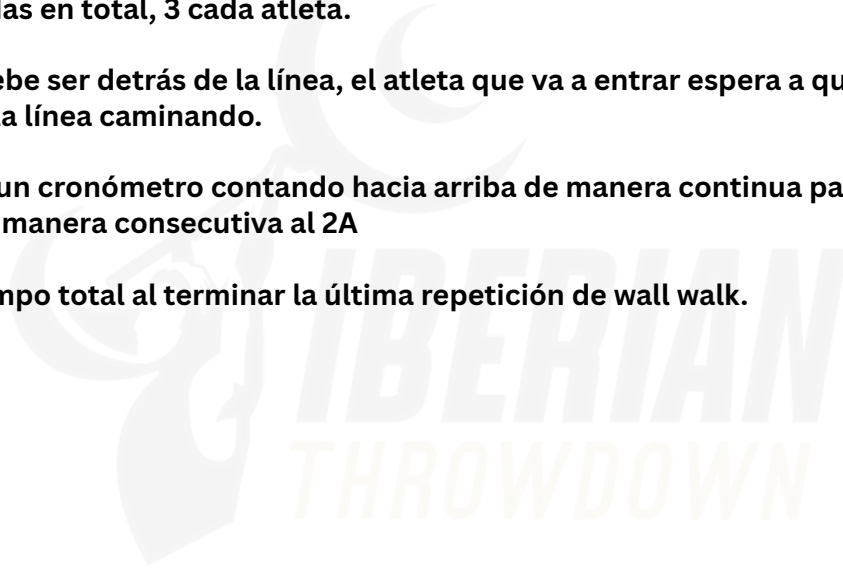 das en total, 3 cada atleta.
ebe ser detrás de la línea, el atleta que va a entrar espera a qu
la línea caminando.
un cronómetro contando hacia arriba de manera continua pa
manera consecutiva al 2A
mpo total al terminar la última repetición de wall walk.
IBERIAN
THROWDOWN